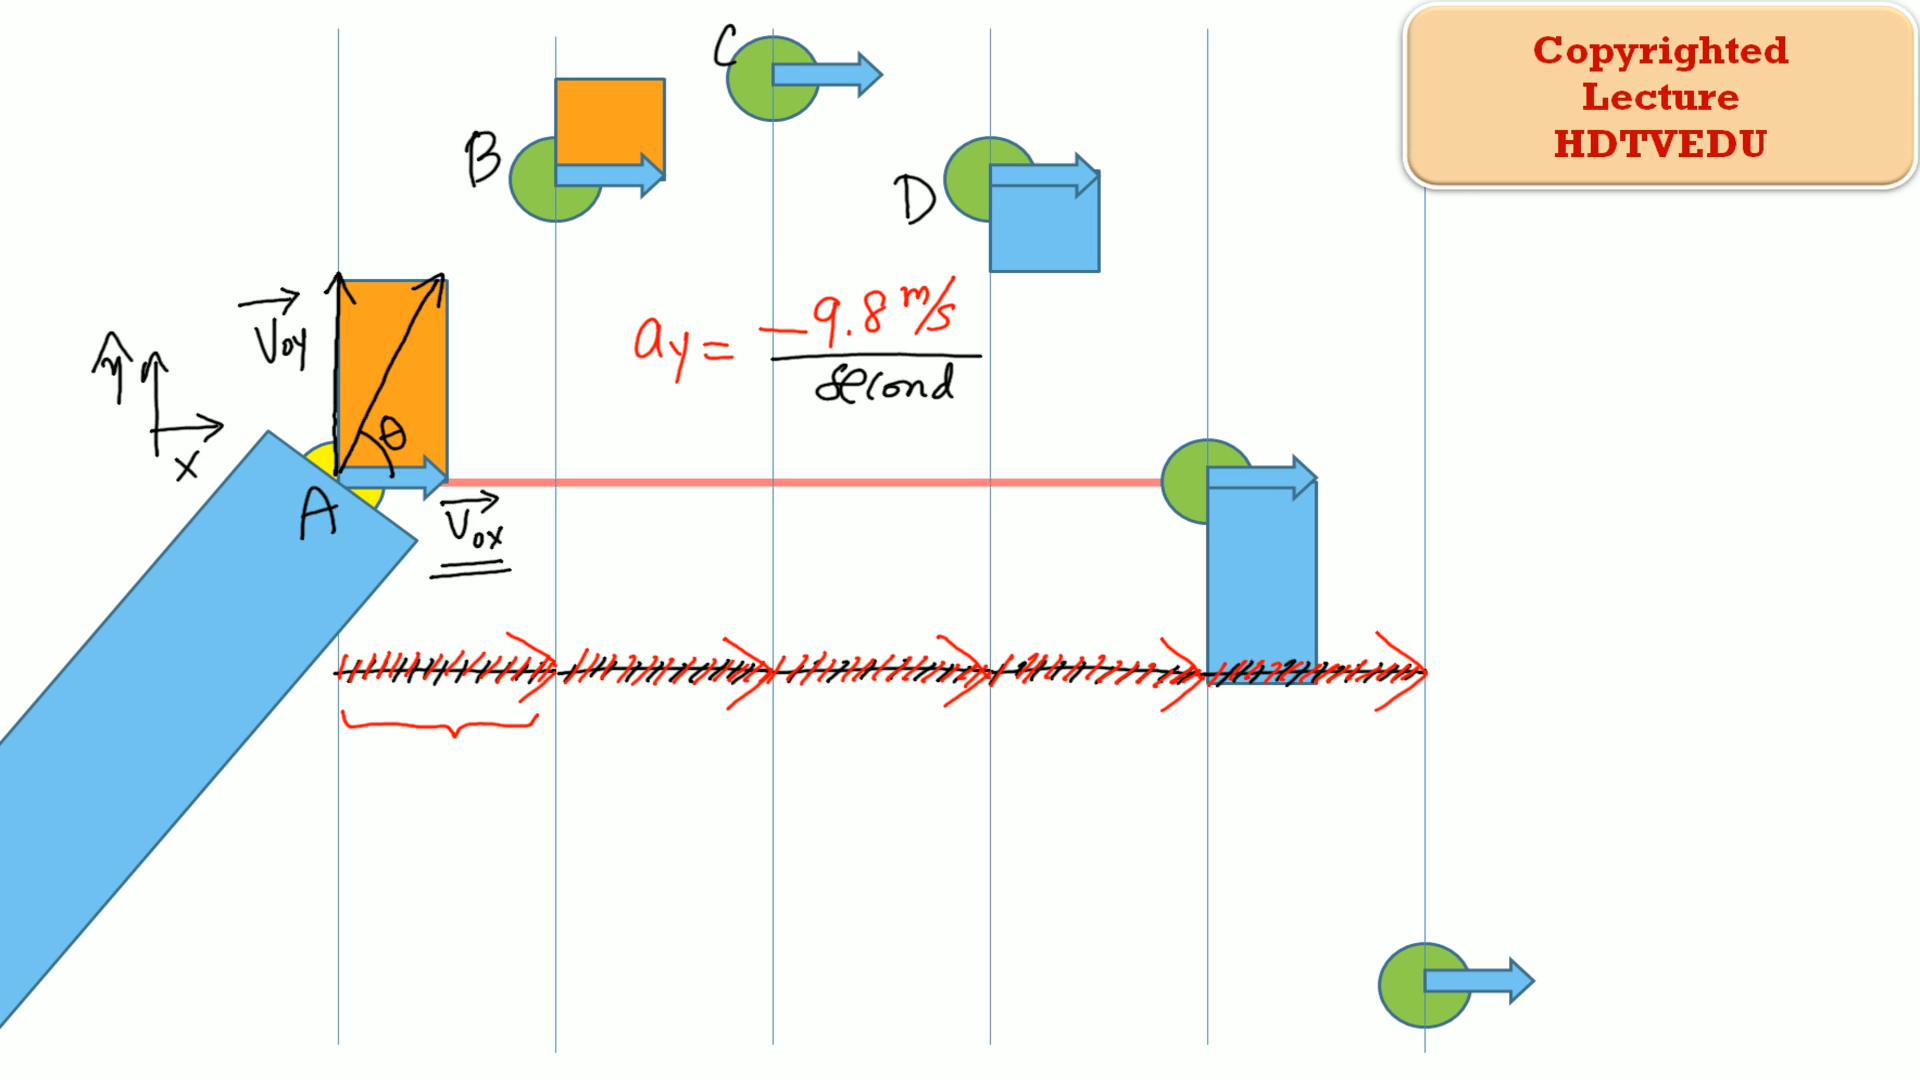 Copyrighted
Lecture
HDTVEDU
C
B
D
V⃗oy
ay = -9.8 m/s
second
y
x
θ
A
V⃗ox